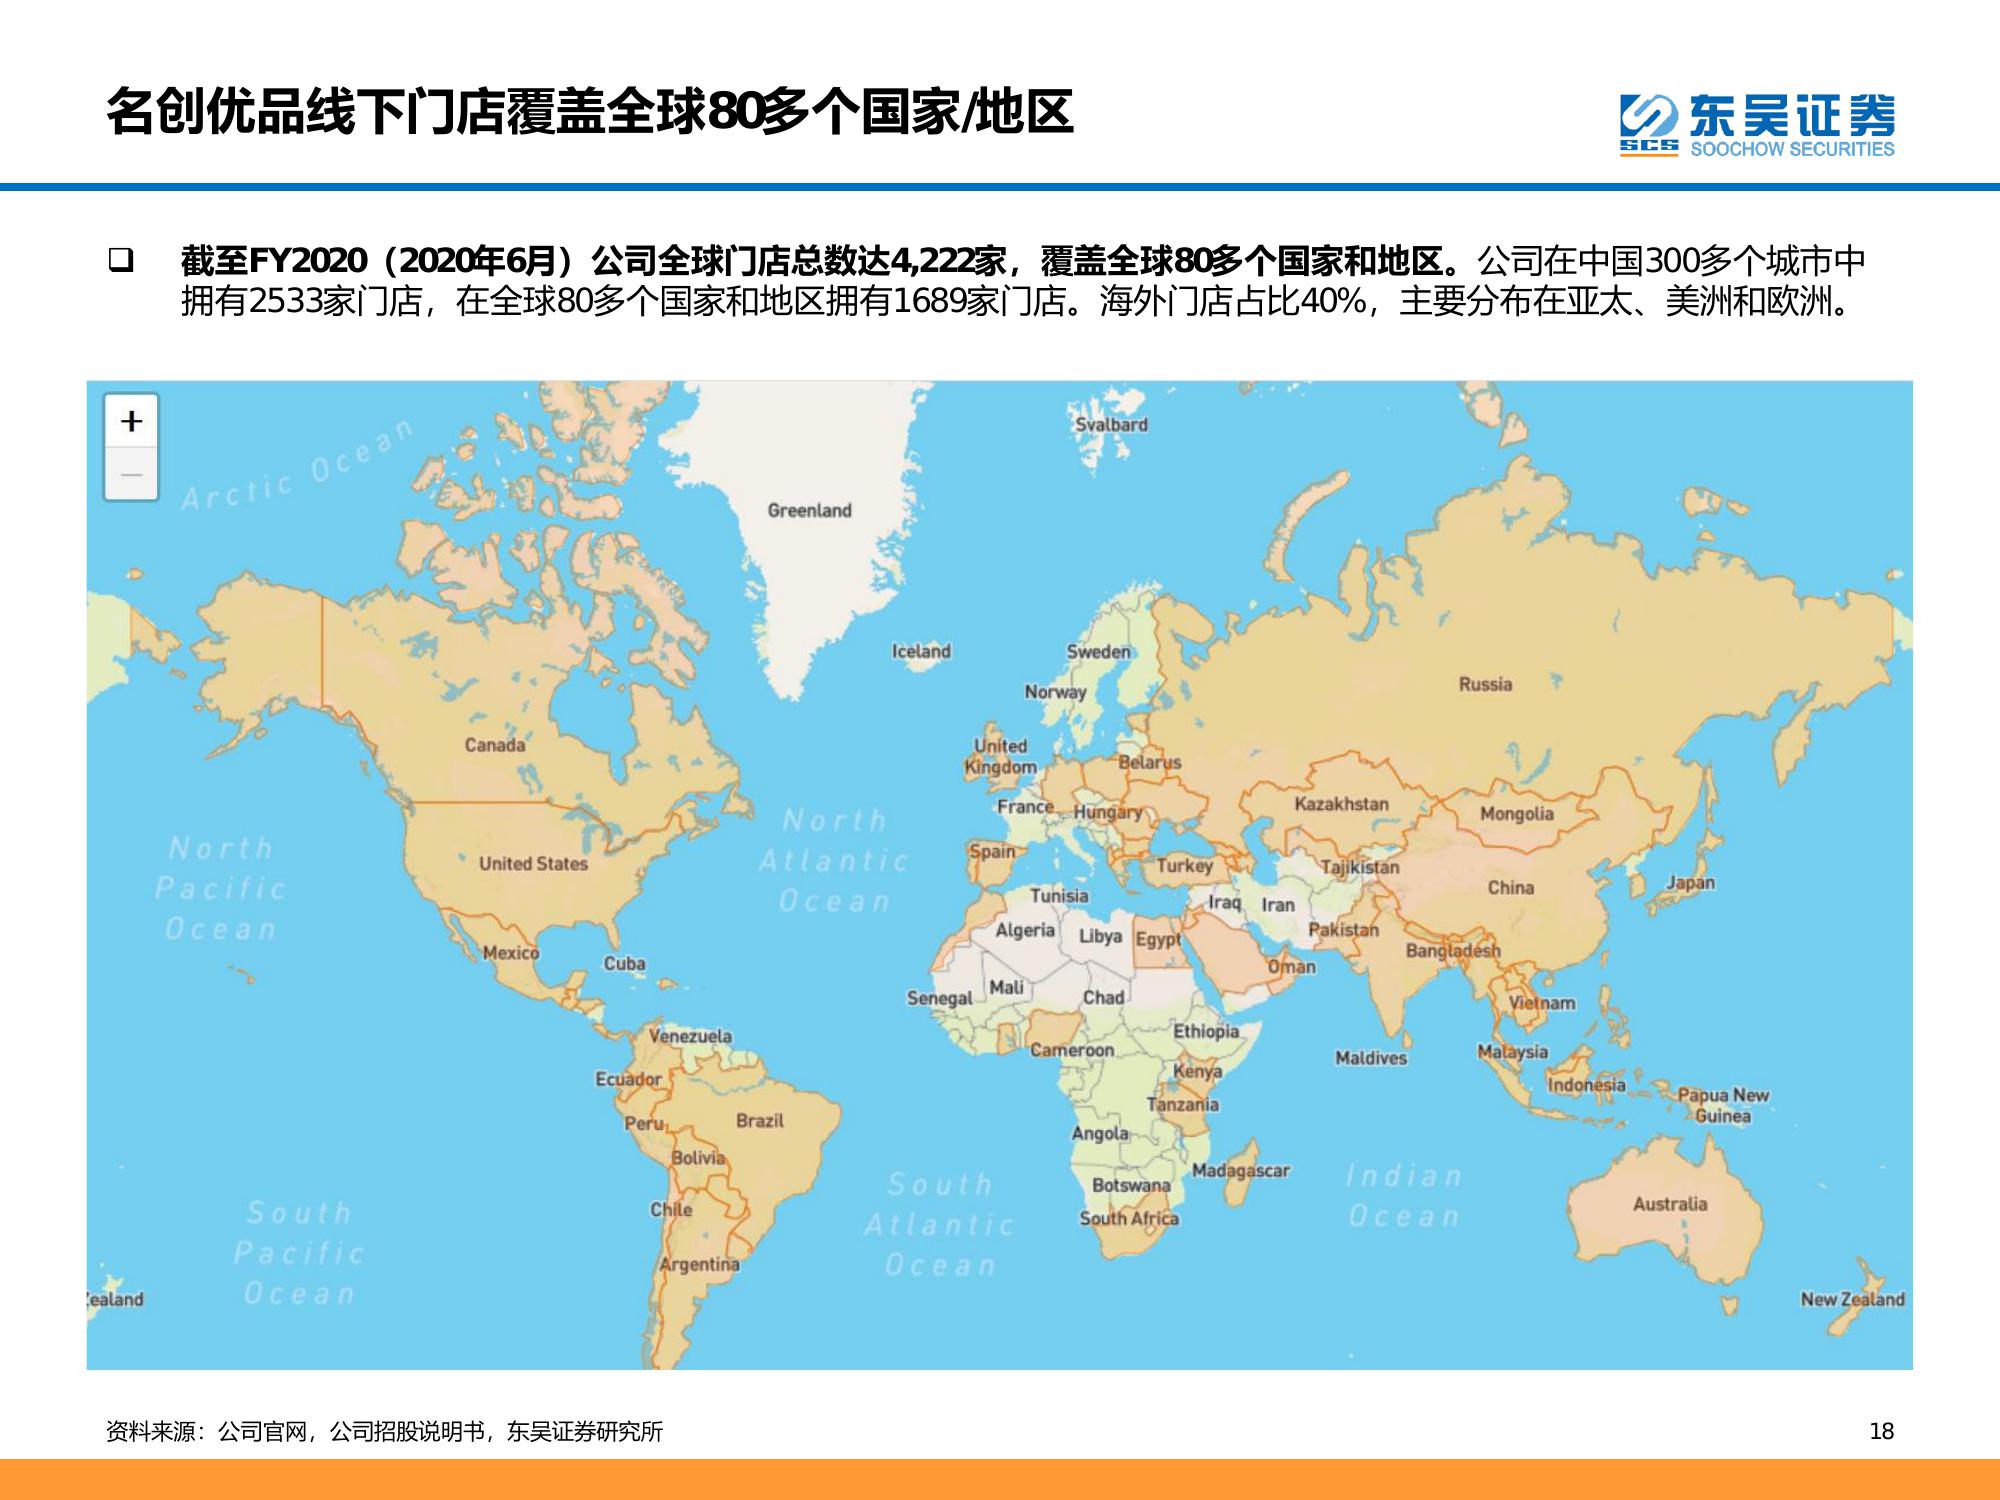 名创优品线下门店覆盖全球80多个国家/地区
东吴证券
SCS
SOOCHOW SECURITIES
截至FY2020（2020年6月）公司全球门店总数达4,222家，覆盖全球80多个国家和地区。公司在中国300多个城市中
拥有2533家门店，在全球80多个国家和地区拥有1689家门店。海外门店占比40%，主要分布在亚太、美洲和欧洲。
+
−
Arctic Ocean
Svalbard
Greenland
Iceland
Sweden
Norway
Russia
Canada
United
Kingdom
Belarus
France
Hungary
Kazakhstan
Mongolia
North
Pacific
Ocean
North
Atlantic
Ocean
United States
Spain
Turkey
Tajikistan
China
Japan
Tunisia
Iraq
Iran
Algeria
Libya
Egypt
Pakistan
Bangladesh
Mexico
Cuba
Oman
Senegal
Mali
Chad
Vietnam
Venezuela
Ethiopia
Cameroon
Maldives
Malaysia
Ecuador
Kenya
Indonesia
Papua New
Guinea
Tanzania
Peru
Brazil
Angola
Bolivia
Madagascar
Botswana
South
Atlantic
Ocean
Indian
Ocean
Chile
South Africa
Australia
South
Pacific
Ocean
Argentina
ealand
New Zealand
资料来源：公司官网，公司招股说明书，东吴证券研究所
18